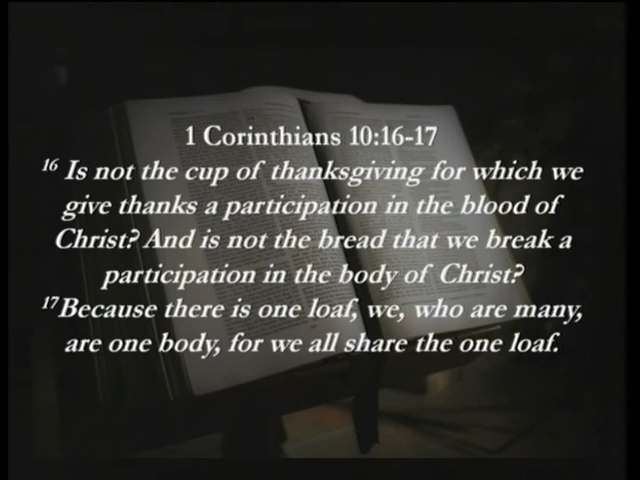 1 Corinthians 10:16-17
16 Is not the cup of thanksgiving for which we
give thanks a participation in the blood of
Christ? And is not the bread that we break a
participation in the body of Christ?
17Because there is one loaf, we, who are many,
are one body, for we all share the one loaf.